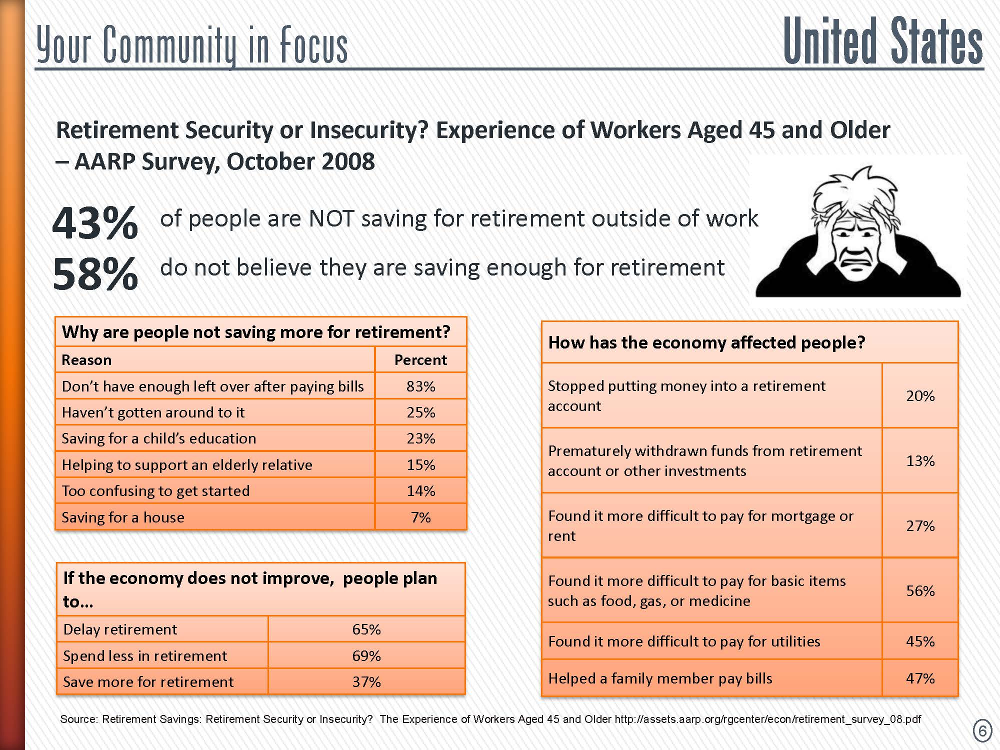 Your Community in Focus
United States
Retirement Security or Insecurity? Experience of Workers Aged 45 and Older
– AARP Survey, October 2008
43% of people are NOT saving for retirement outside of work
58% do not believe they are saving enough for retirement
Why are people not saving more for retirement?
Reason Percent
Don’t have enough left over after paying bills 83%
Haven’t gotten around to it 25%
Saving for a child’s education 23%
Helping to support an elderly relative 15%
Too confusing to get started 14%
Saving for a house 7%
If the economy does not improve,  people plan
to…
Delay retirement 65%
Spend less in retirement 69%
Save more for retirement 37%
How has the economy affected people?
Stopped putting money into a retirement
account 20%
Prematurely withdrawn funds from retirement
account or other investments 13%
Found it more difficult to pay for mortgage or
rent 27%
Found it more difficult to pay for basic items
such as food, gas, or medicine 56%
Found it more difficult to pay for utilities 45%
Helped a family member pay bills 47%
Source: Retirement Savings: Retirement Security or Insecurity?  The Experience of Workers Aged 45 and Older http://assets.aarp.org/rgcenter/econ/retirement_survey_08.pdf
6